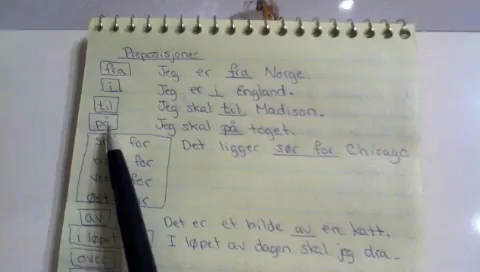 Preposisjoner
fra Jeg er fra Norge
i Jeg er i England.
til Jeg skal til Madison.
på Jeg skal på toget.
for Det ligger sør for Chicago
for
for
av Det er et bilde av en katt.
i løpet I løpet av dagen skal jeg dra.
over